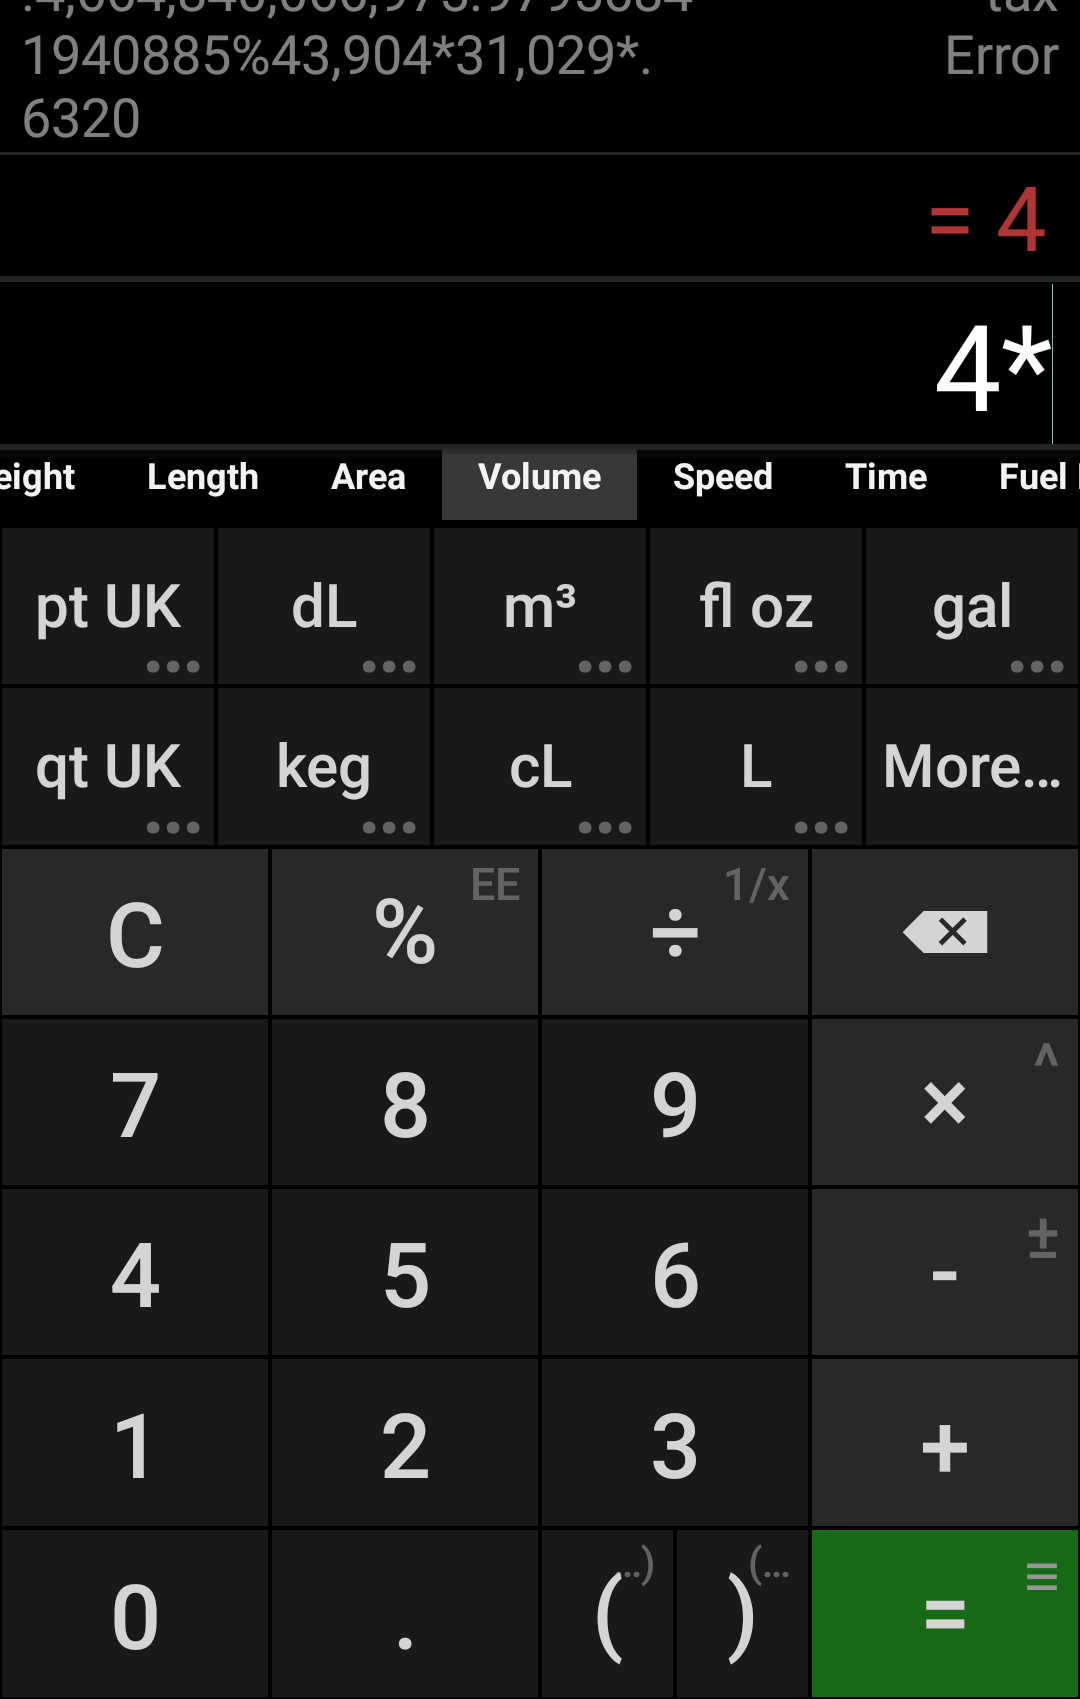 tax
1940885%43,904*31,029*. Error
6320
= 4
4*
eight Length Area Volume Speed Time Fuel
pt UK dL m³ fl oz gal
qt UK keg cL L More...
C % EE ÷ 1/x
7 8 9 × ^
4 5 6 - ±
1 2 3 +
0 . ( ..) ) (... = ≡